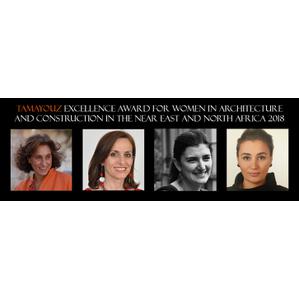 TAMAYOUZ EXCELLENCE AWARD FOR WOMEN IN ARCHITECTURE
AND CONSTRUCTION IN THE NEAR EAST AND NORTH AFRICA 2018